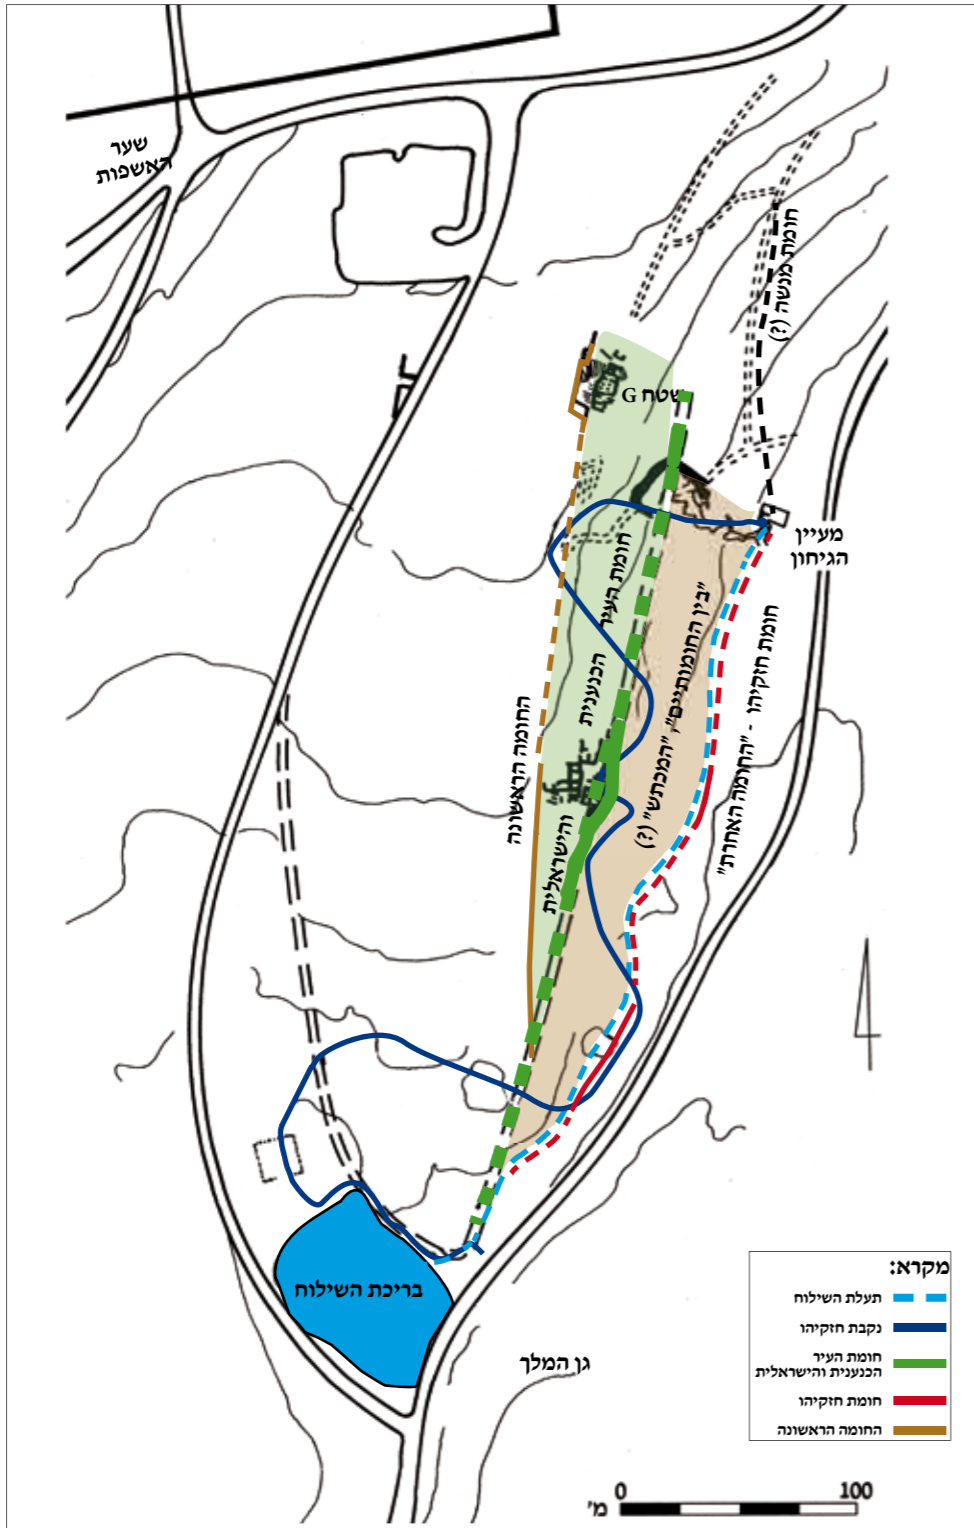 שער
האשפות
חומת מנשה (?)
שטח G
מעיין
הגיחון
חומת העיר
הכנענית
והישראלית
"בין החומותיים", "המכתש" (?)
חומת חזקיהו - "החומה האחרת"
החומה הראשונה
בריכת השילוח
גן המלך
מקרא:
תעלת השילוח
נקבת חזקיהו
חומת העיר
הכנענית והישראלית
חומת חזקיהו
החומה הראשונה
0 100
מ'